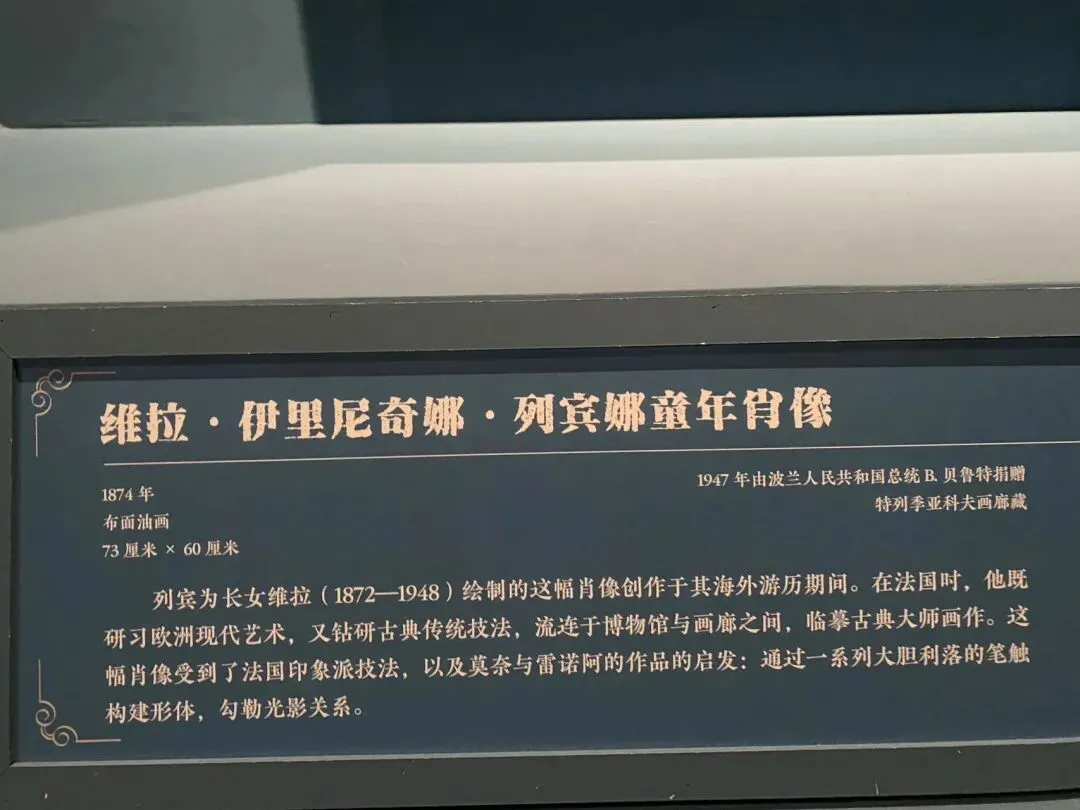 维拉·伊里尼奇娜·列宾娜童年肖像
1874 年
布面油画
73 厘米 × 60 厘米
1947 年由波兰人民共和国总统 B. 贝鲁特捐赠
特列季亚科夫画廊藏
列宾为长女维拉（1872—1948）绘制的这幅肖像创作于其海外游历期间。在法国时，他既
研习欧洲现代艺术，又钻研古典传统技法，流连于博物馆与画廊之间，临摹古典大师画作。这
幅肖像受到了法国印象派技法，以及莫奈与雷诺阿的作品的启发：通过一系列大胆利落的笔触
构建形体，勾勒光影关系。